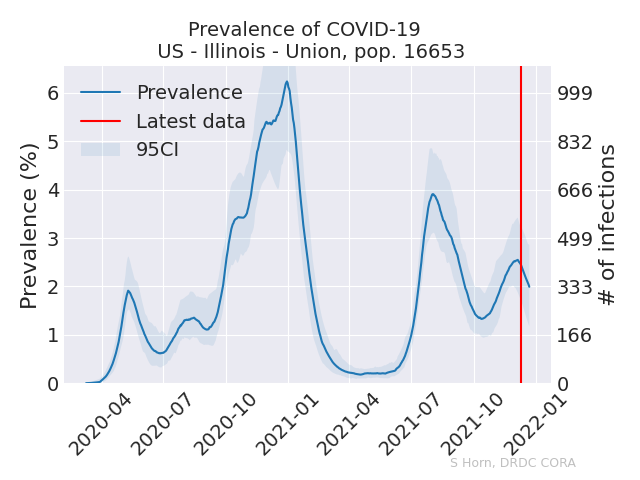 Prevalence of COVID-19
US - Illinois - Union, pop. 16653
Prevalence
Latest data
95CI
Prevalence (%)
6
5
4
3
2
1
0
999
832
666
499
333
166
0
# of infections
2020-04
2020-07
2020-10
2021-01
2021-04
2021-07
2021-10
2022-01
S Horn, DRDC CORA